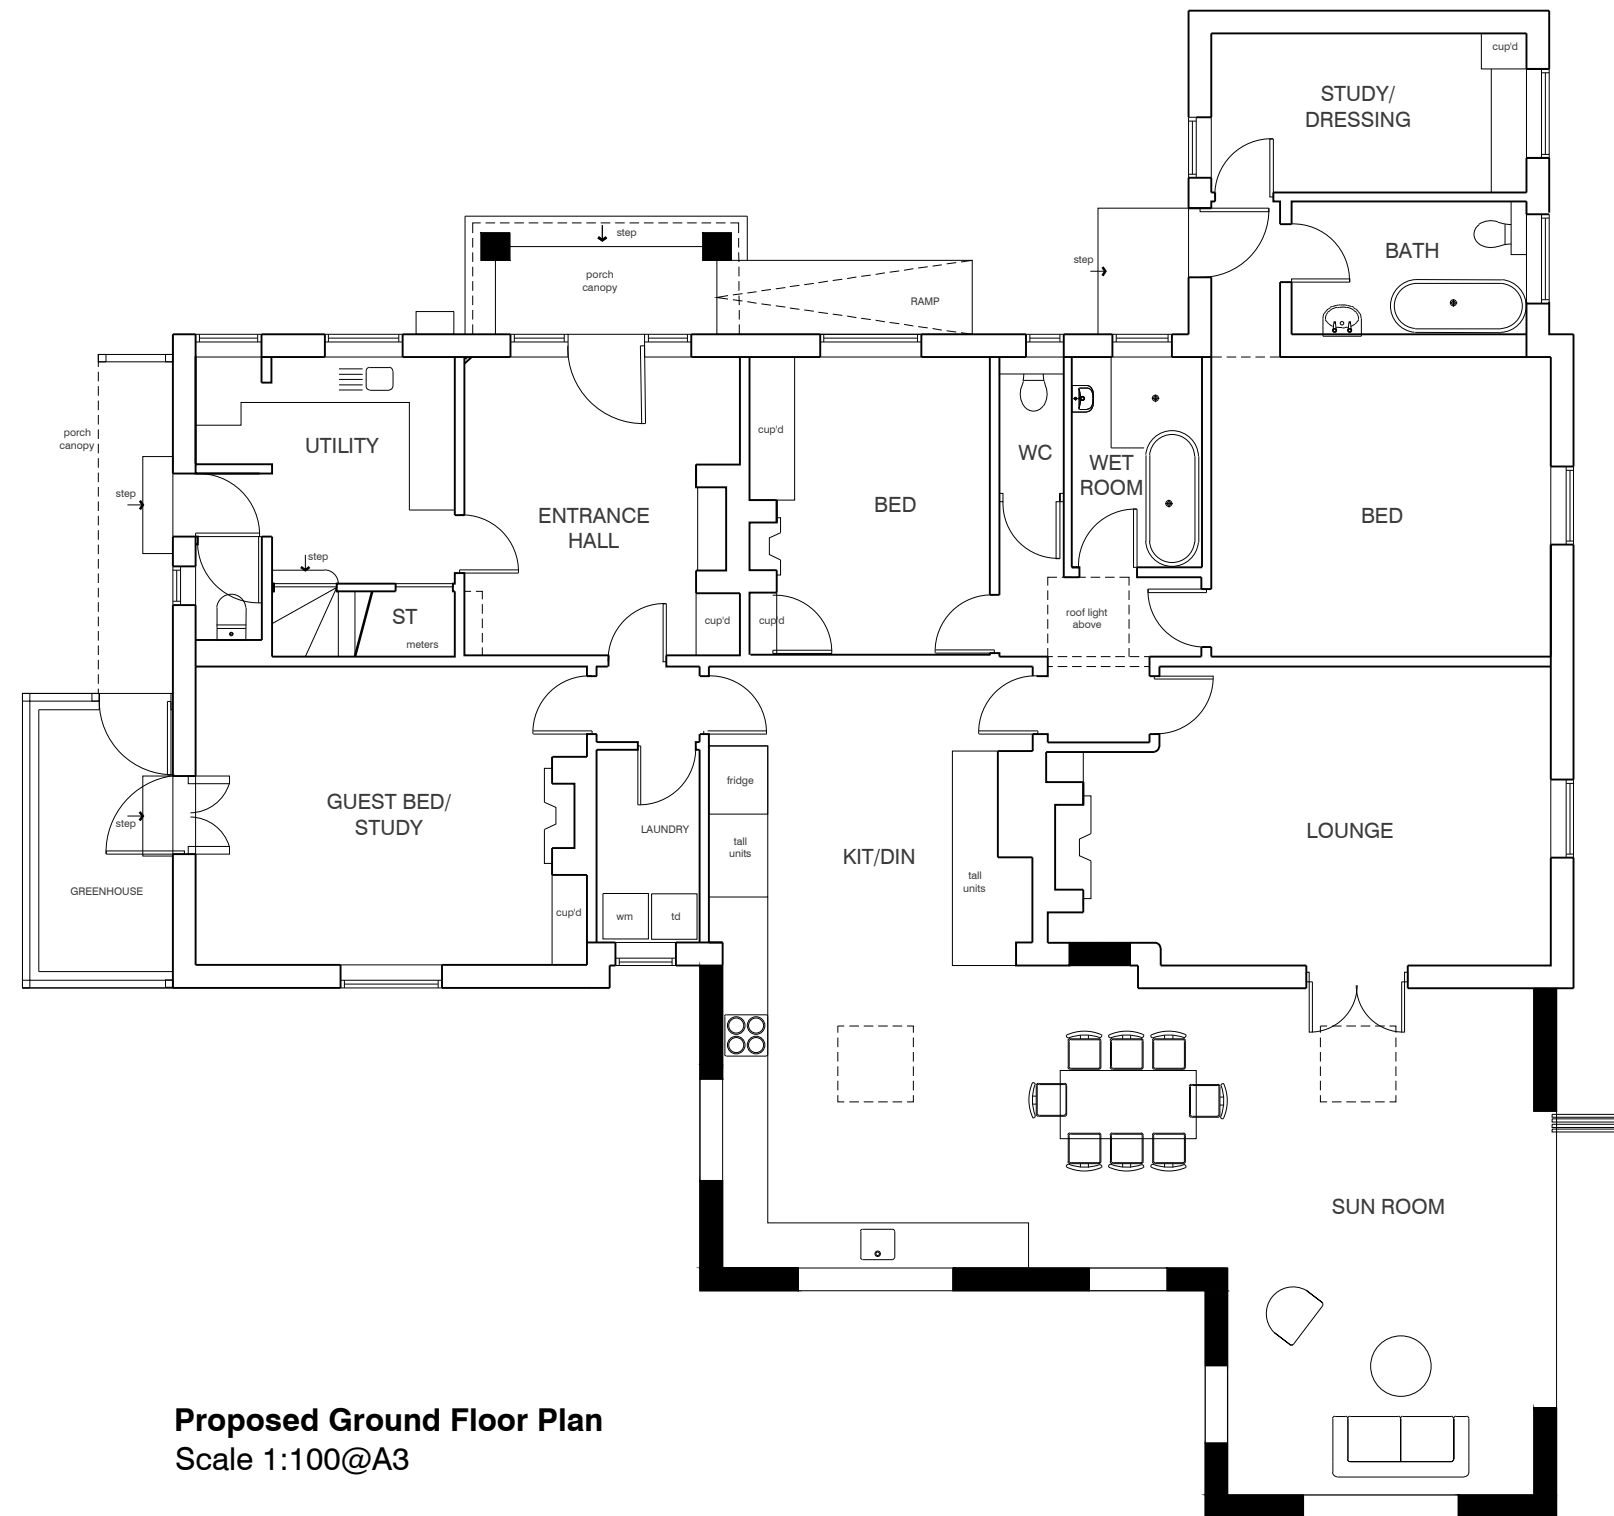 cup'd
STUDY/
DRESSING
step
BATH
step
porch
canopy
RAMP
porch
canopy
cup'd
UTILITY
WC
WET
ROOM
step
ENTRANCE
HALL
BED
BED
step
ST
meters
cup'd
cup'd
roof light
above
fridge
GUEST BED/
STUDY
step
LAUNDRY
tall
units
KIT/DIN
LOUNGE
tall
units
GREENHOUSE
cup'd
wm
td
SUN ROOM
Proposed Ground Floor Plan
Scale 1:100@A3